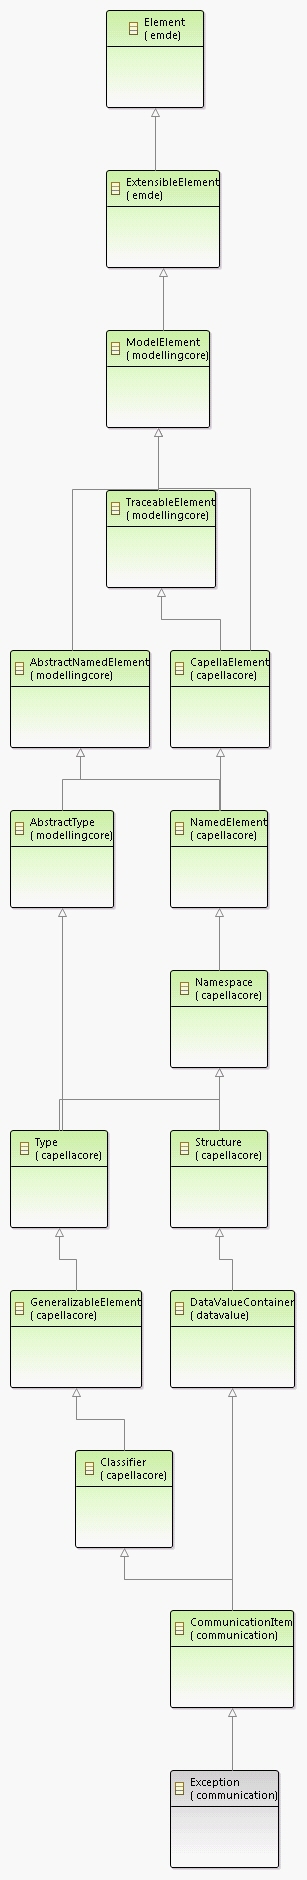 Element
( emde)
ExtensibleElement
( emde)
ModelElement
( modellingcore)
TraceableElement
( modellingcore)
AbstractNamedElement
( modellingcore)
CapellaElement
( capellacore)
AbstractType
( modellingcore)
NamedElement
( capellacore)
Namespace
( capellacore)
Type
( capellacore)
Structure
( capellacore)
GeneralizableElement
( capellacore)
DataValueContainer
( datavalue)
Classifier
( capellacore)
CommunicationItem
( communication)
Exception
( communication)